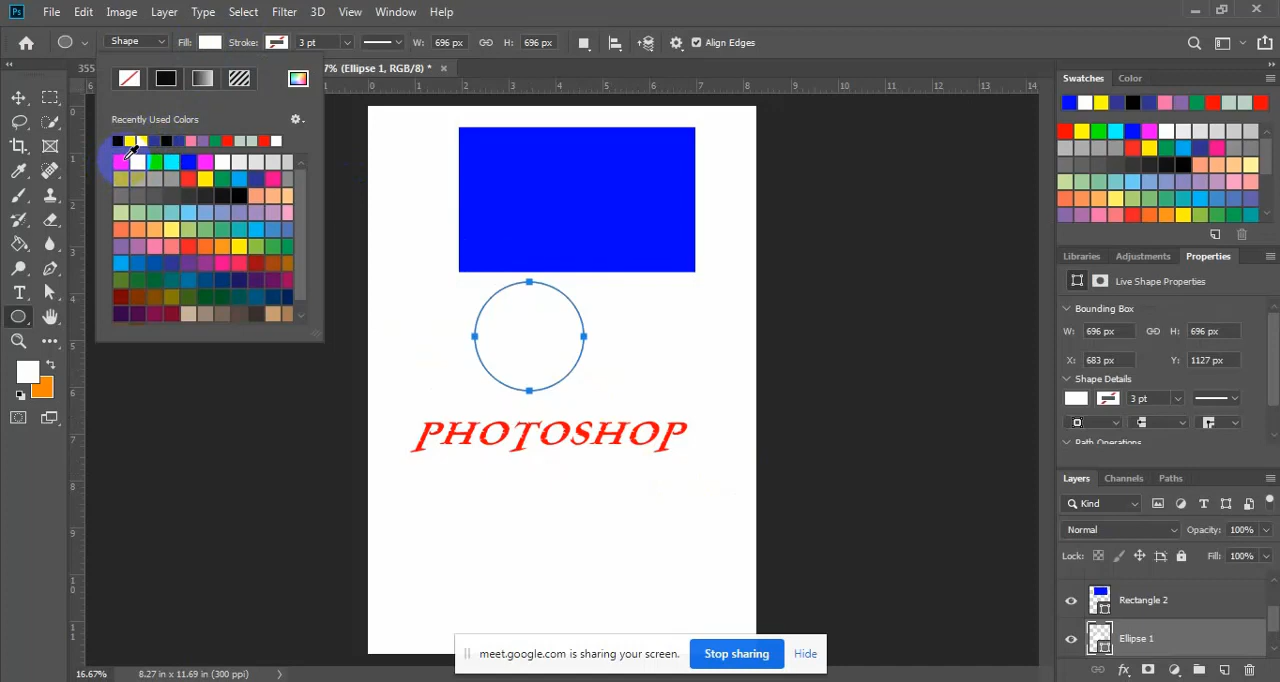 Ps File Edit Image Layer Type Select Filter 3D View Window Help
Shape Fill: Stroke: 3 pt W: 696 px H: 696 px Align Edges
7% (Ellipse 1, RGB/8) * ×
Recently Used Colors
PHOTOSHOP
Swatches Color
Libraries Adjustments Properties
Live Shape Properties
Bounding Box
W: 696 px H: 696 px
X: 683 px Y: 1127 px
Shape Details
3 pt
Path Operations
Layers Channels Paths
Kind
Normal Opacity: 100%
Lock: Fill: 100%
Rectangle 2
Ellipse 1
meet.google.com is sharing your screen. Stop sharing Hide
16.67% 8.27 in x 11.69 in (300 ppi)